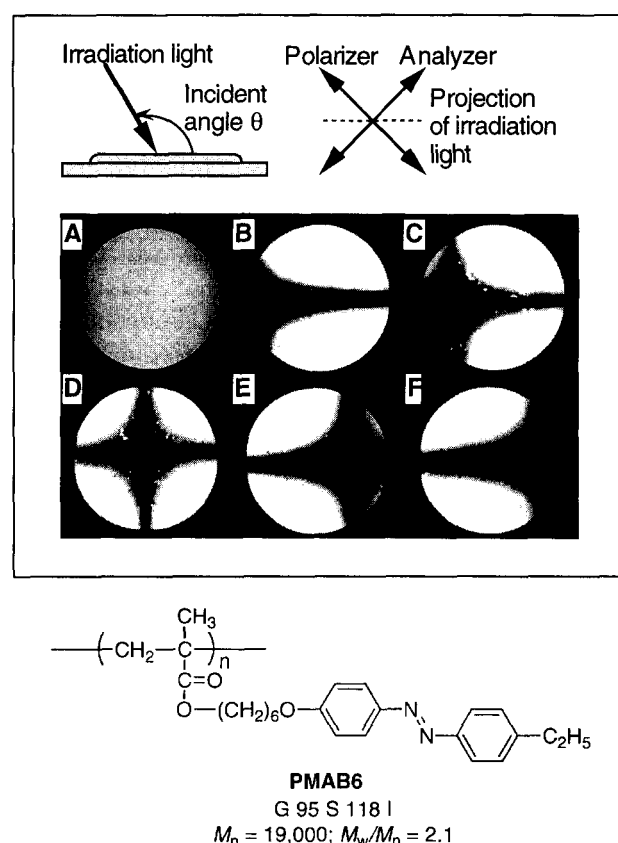 Irradiation light
Incident
angle θ
Polarizer Analyzer
Projection
of irradiation
light
A B C
D E F
CH3
CH2 C n
C=O
O (CH2)6O N N C2H5
PMAB6
G 95 S 118 I
Mn = 19,000; Mw/Mn = 2.1